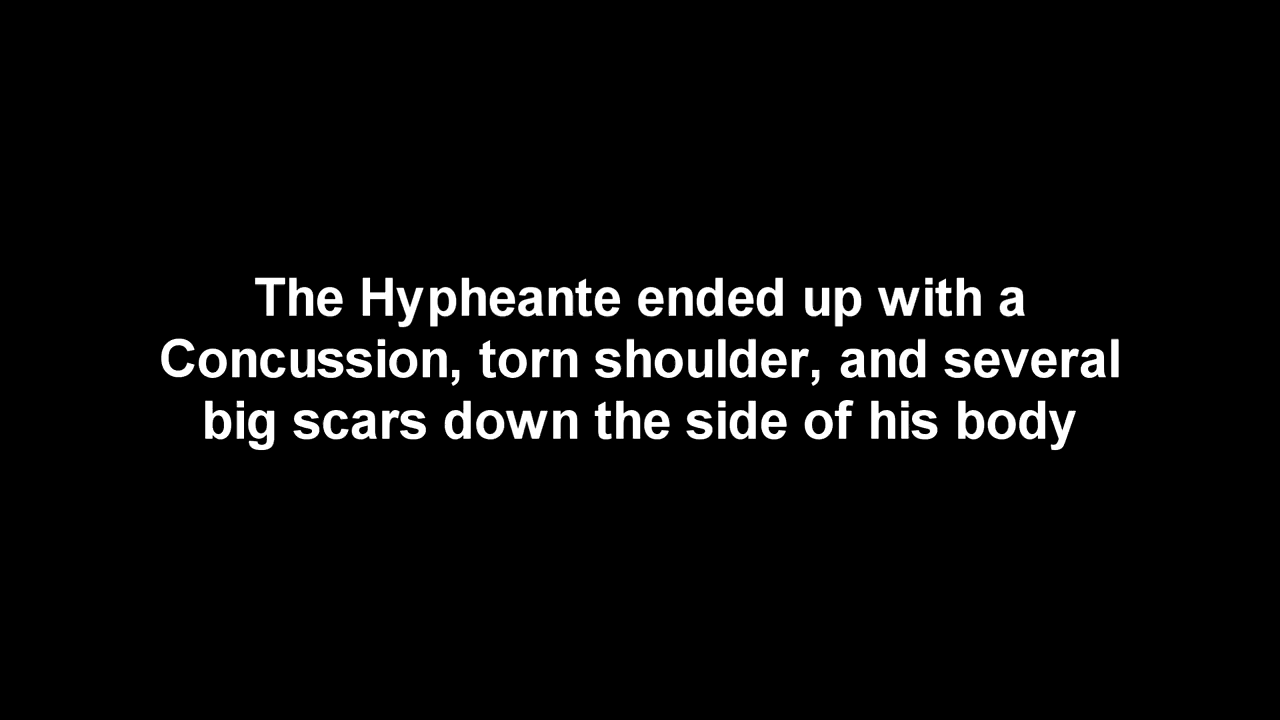 The Hypheante ended up with a
Concussion, torn shoulder, and several
big scars down the side of his body